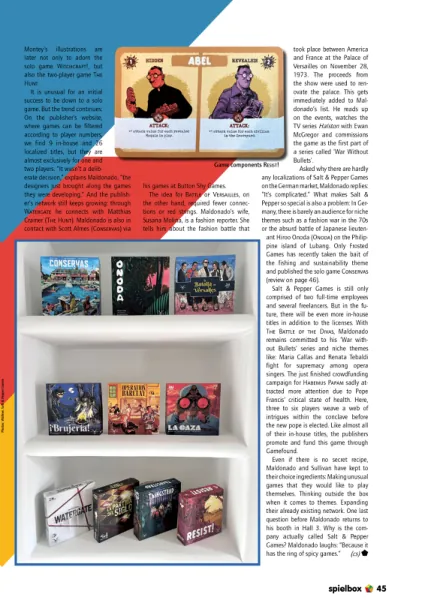 Montey's illustrations are
later not only to adorn the
solo game WITCHCRAFT!, but
also the two-player game THE
HUNT.
It is unusual for an initial
success to be down to a solo
game. But the trend continues.
On the publisher's website,
where games can be filtered
according to player numbers,
we find 9 in-house and 26
localized titles, but they are
almost exclusively for one and
two players. "It wasn't a delib-
erate decision," explains Maldonado, "the
designers just brought along the games
they were developing." And the publish-
er's network still keeps growing: through
WATERGATE he connects with Matthias
Cramer (THE HUNT). Maldonado is also in
contact with Scott Almes (CONSERVAS) via
1 HIDDEN
ABEL
REVEALED 2
ATTACK:
ATTACK:
Game components Resist!
his games at Button Shy Games.
The idea for BATTLE OF VERSAILLES, on
the other hand, required fewer connec-
tions or red strings. Maldonado's wife,
Susana Molina, is a fashion reporter. She
tells him about the fashion battle that
took place between America
and France at the Palace of
Versailles on November 28,
1973. The proceeds from
the show were used to ren-
ovate the palace. This gets
immediately added to Mal-
donado's list. He reads up
on the events, watches the
TV series Halston with Ewan
McGregor and commissions
the game as the first part of
a series called 'War Without
Bullets'.
Asked why there are hardly
any localizations of Salt & Pepper Games
on the German market, Maldonado replies:
"It's complicated." What makes Salt &
Pepper so special is also a problem: In Ger-
many, there is barely an audience for niche
themes such as a fashion war in the 70s
or the absurd battle of Japanese lieuten-
ant Hiroo Onoda (ONODA) on the Philip-
pine island of Lubang. Only Frosted
Games has recently taken the bait of
the fishing and sustainability theme
and published the solo game CONSERVAS
(review on page 46).
Salt & Pepper Games is still only
comprised of two full-time employees
and several freelancers. But in the fu-
ture, there will be even more in-house
titles in addition to the licenses. With
THE BATTLE OF THE DIVAS, Maldonado
remains committed to his 'War with-
out Bullets' series and niche themes
like Maria Callas and Renata Tebaldi
fight for supremacy among opera
singers. The just finished crowdfunding
campaign for HABEMUS PAPAM sadly at-
tracted more attention due to Pope
Francis' critical state of health. Here,
three to six players weave a web of
intrigues within the conclave before
the new pope is elected. Like almost all
of their in-house titles, the publishers
promote and fund this game through
Gamefound.
Even if there is no secret recipe,
Maldonado and Sullivan have kept to
their choice ingredients: Making unusual
games that they would like to play
themselves. Thinking outside the box
when it comes to themes. Expanding
their already existing network. One last
question before Maldonado returns to
his booth in Hall 3. Why is the com-
pany actually called Salt & Pepper
Games? Maldonado laughs: "Because it
has the ring of spicy games." (cs)
CONSERVAS
ONODA
Batalla
Versalles
¡Brujería!
OPERACIÓN
BARCLAY
LA CAZA
WATERGATE
RESIST!
spielbox 45